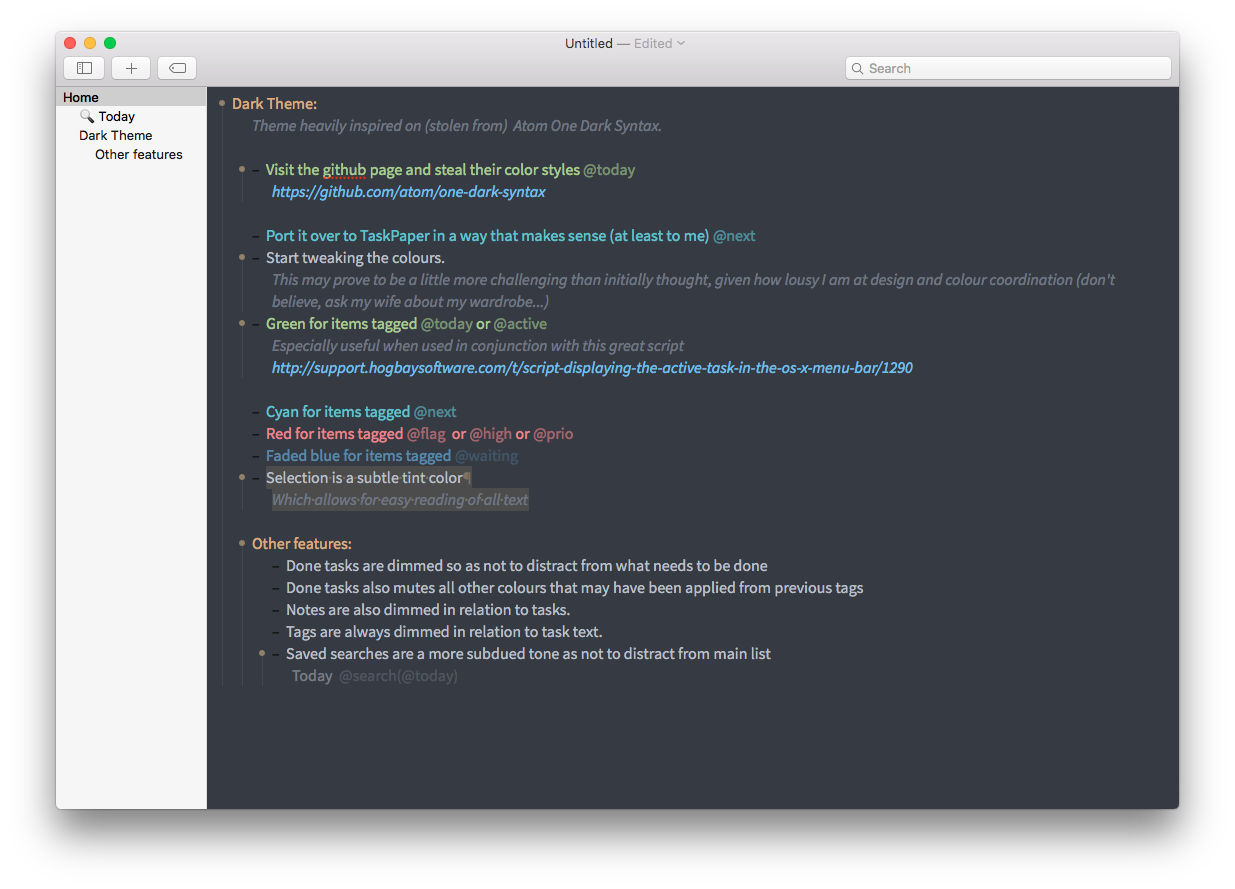 Untitled — Edited
Search
Home
Today
Dark Theme
Other features
Dark Theme:
Theme heavily inspired on (stolen from)  Atom One Dark Syntax.
– Visit the github page and steal their color styles @today
https://github.com/atom/one-dark-syntax
– Port it over to TaskPaper in a way that makes sense (at least to me) @next
– Start tweaking the colours.
This may prove to be a little more challenging than initially thought, given how lousy I am at design and colour coordination (don't
believe, ask my wife about my wardrobe...)
– Green for items tagged @today or @active
Especially useful when used in conjunction with this great script
http://support.hogbaysoftware.com/t/script-displaying-the-active-task-in-the-os-x-menu-bar/1290
– Cyan for items tagged @next
– Red for items tagged @flag  or @high or @prio
– Faded blue for items tagged @waiting
– Selection·is·a·subtle·tint·color¶
Which·allows·for·easy·reading·of·all·text
Other features:
– Done tasks are dimmed so as not to distract from what needs to be done
– Done tasks also mutes all other colours that may have been applied from previous tags
– Notes are also dimmed in relation to tasks.
– Tags are always dimmed in relation to task text.
– Saved searches are a more subdued tone as not to distract from main list
Today  @search(@today)